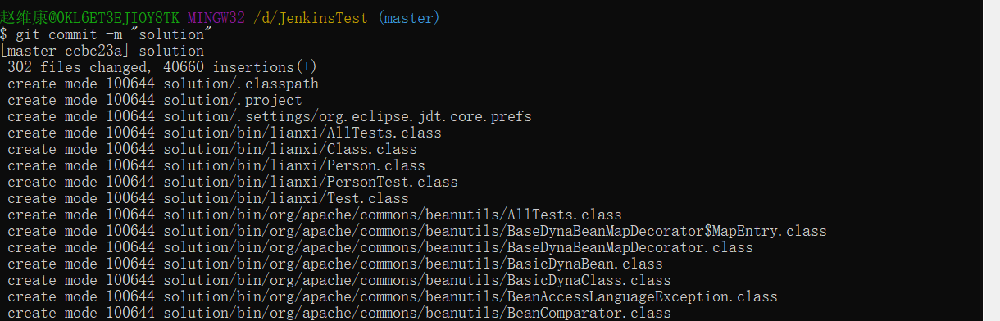 赵维康@OKL6ET3EJIOY8TK MINGW32 /d/JenkinsTest (master)
$ git commit -m "solution"
[master ccbc23a] solution
 302 files changed, 40660 insertions(+)
 create mode 100644 solution/.classpath
 create mode 100644 solution/.project
 create mode 100644 solution/.settings/org.eclipse.jdt.core.prefs
 create mode 100644 solution/bin/lianxi/AllTests.class
 create mode 100644 solution/bin/lianxi/Class.class
 create mode 100644 solution/bin/lianxi/Person.class
 create mode 100644 solution/bin/lianxi/PersonTest.class
 create mode 100644 solution/bin/lianxi/Test.class
 create mode 100644 solution/bin/org/apache/commons/beanutils/AllTests.class
 create mode 100644 solution/bin/org/apache/commons/beanutils/BaseDynaBeanMapDecorator$MapEntry.class
 create mode 100644 solution/bin/org/apache/commons/beanutils/BaseDynaBeanMapDecorator.class
 create mode 100644 solution/bin/org/apache/commons/beanutils/BasicDynaBean.class
 create mode 100644 solution/bin/org/apache/commons/beanutils/BasicDynaClass.class
 create mode 100644 solution/bin/org/apache/commons/beanutils/BeanAccessLanguageException.class
 create mode 100644 solution/bin/org/apache/commons/beanutils/BeanComparator.class